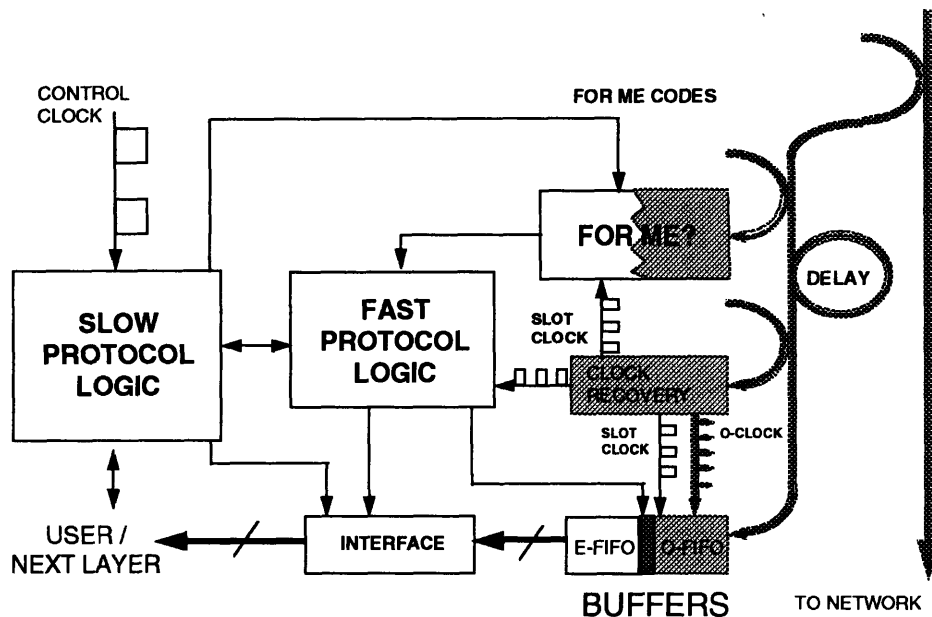 CONTROL
CLOCK
FOR ME CODES
FOR ME?
DELAY
SLOW
PROTOCOL
LOGIC
FAST
PROTOCOL
LOGIC
SLOT
CLOCK
CLOCK
RECOVERY
SLOT
CLOCK
O-CLOCK
USER /
NEXT LAYER
INTERFACE
E-FIFO
O-FIFO
BUFFERS
TO NETWORK